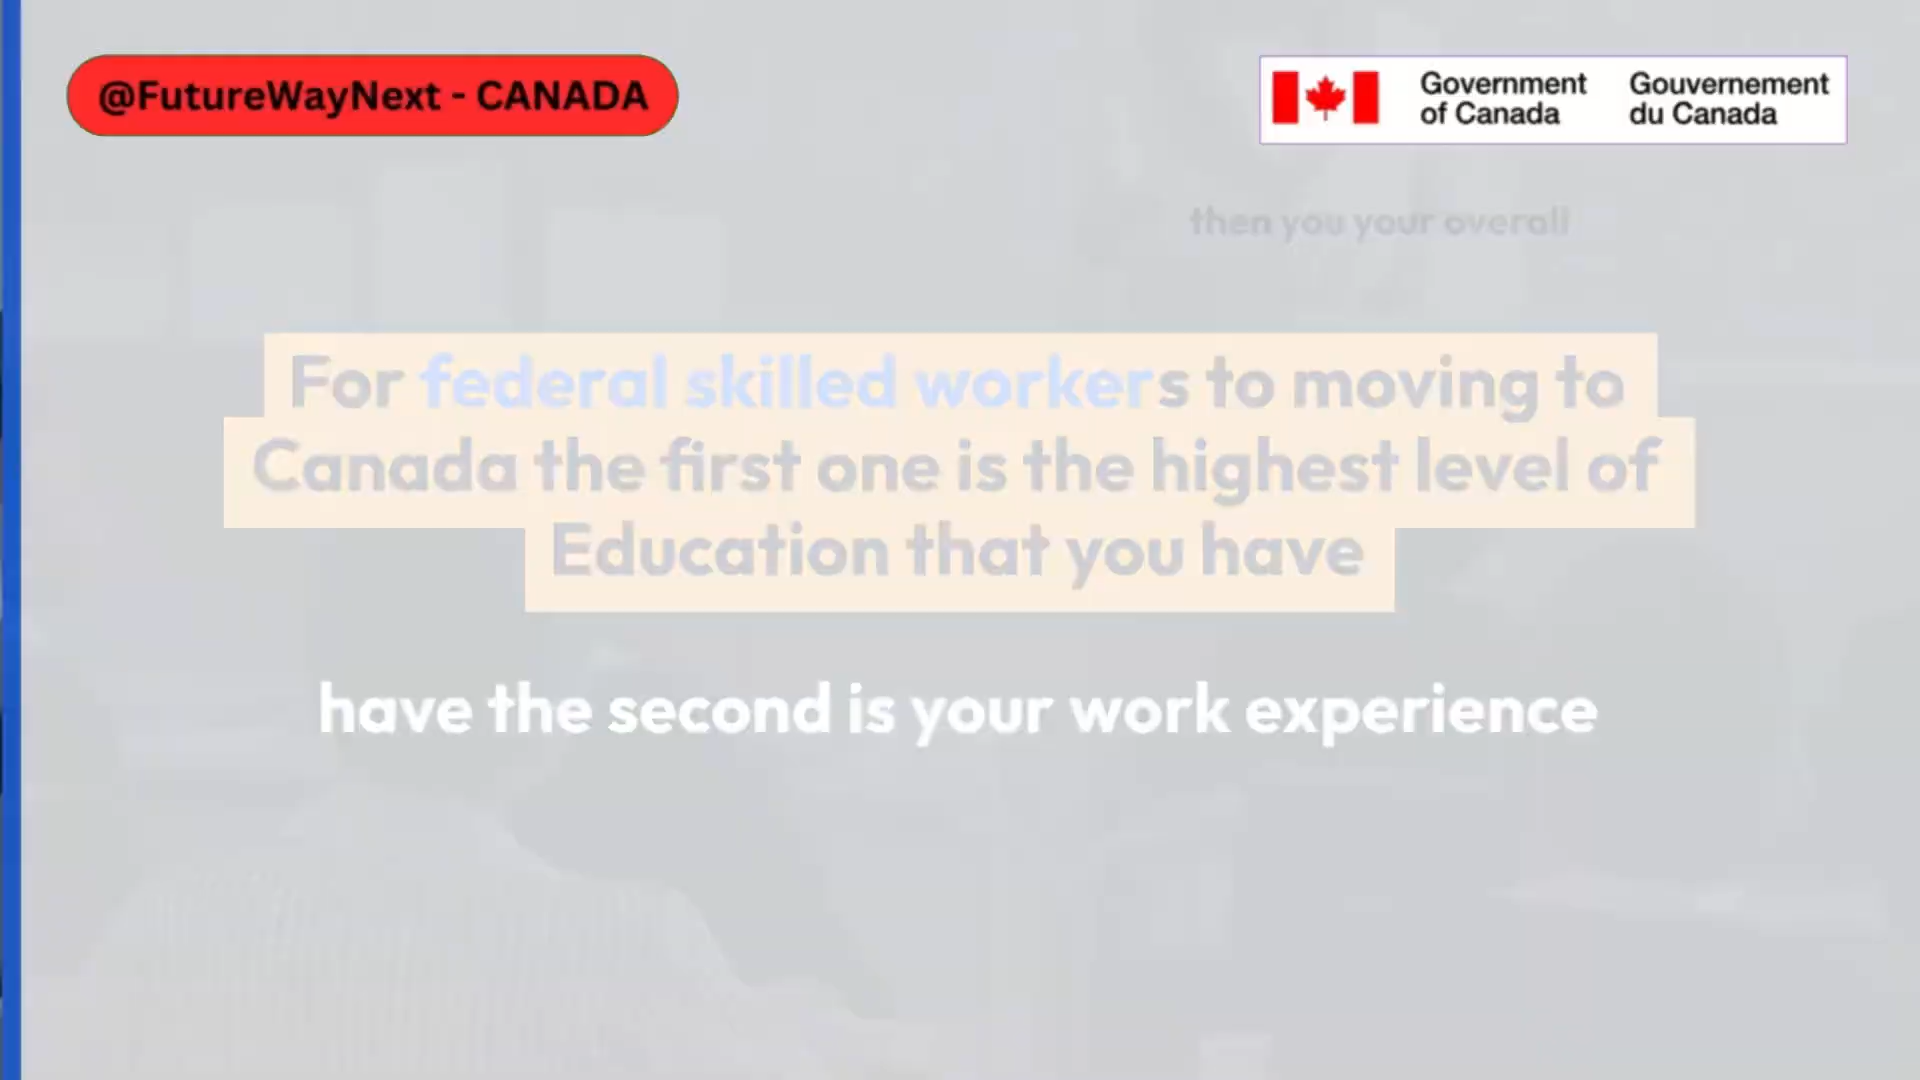 @FutureWayNext - CANADA
Government of Canada
Gouvernement du Canada
then you your overall
For federal skilled workers to moving to
Canada the first one is the highest level of
Education that you have
have the second is your work experience